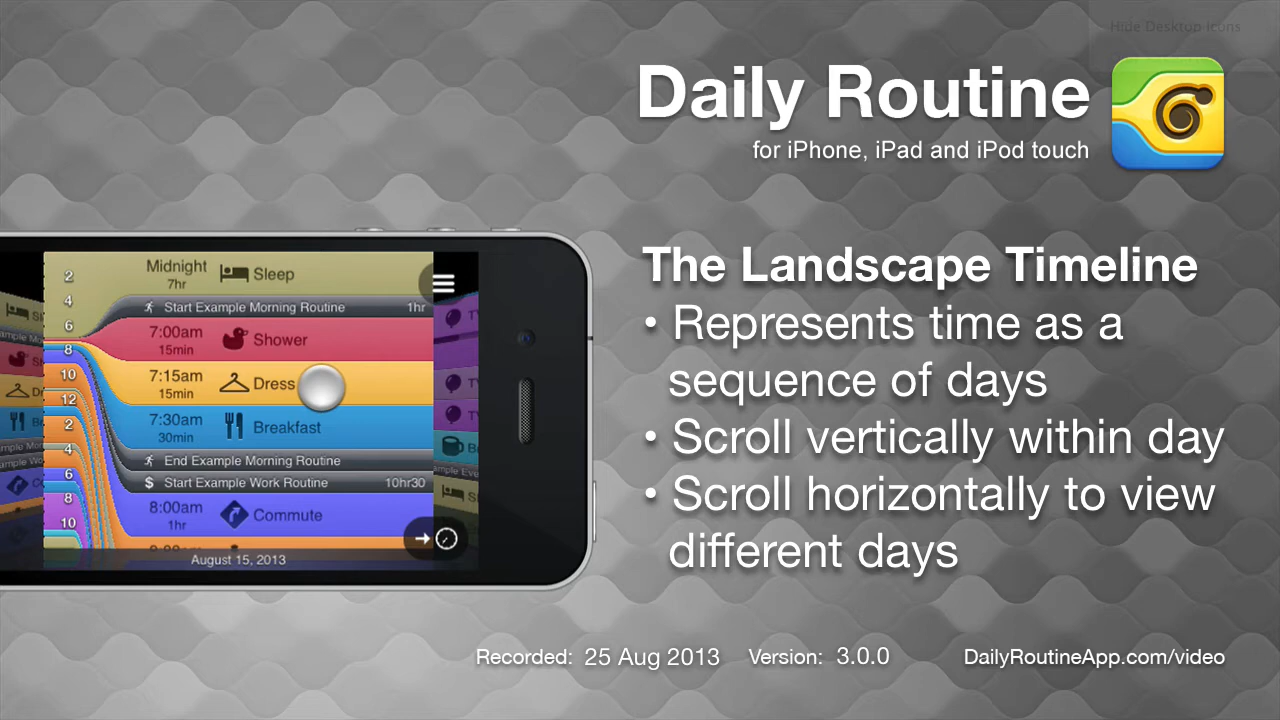 Hide Desktop Icons
Daily Routine
for iPhone, iPad and iPod touch
The Landscape Timeline
• Represents time as a
sequence of days
• Scroll vertically within day
• Scroll horizontally to view
different days
2
4
6
8
10
12
2
4
6
8
10
Midnight
7hr
Sleep
Start Example Morning Routine 1hr
7:00am
15min
Shower
7:15am
15min
Dress
7:30am
30min
Breakfast
End Example Morning Routine
$ Start Example Work Routine 10hr30
8:00am
1hr
Commute
August 15, 2013
Recorded: 25 Aug 2013 Version: 3.0.0 DailyRoutineApp.com/video